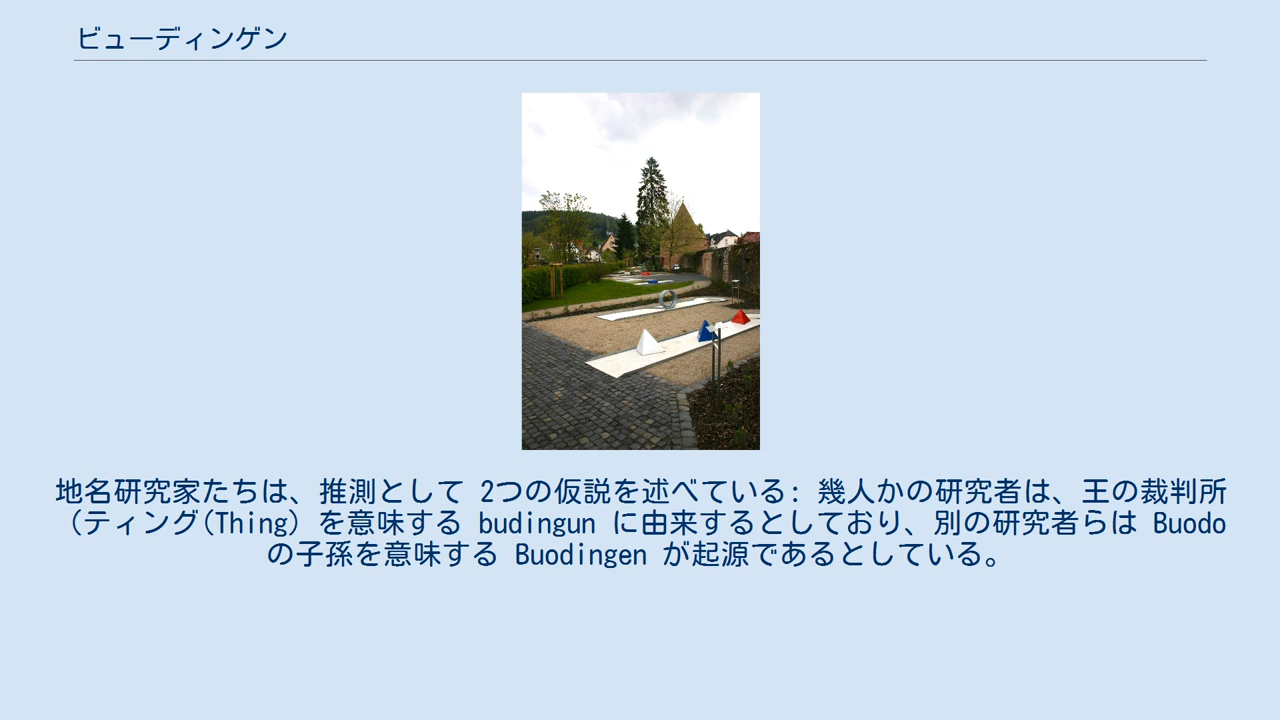 ビューディンゲン
地名研究家たちは、推測として 2つの仮説を述べている: 幾人かの研究者は、王の裁判所
(ティング(Thing) を意味する budingun に由来するとしており、別の研究者らは Buodo
の子孫を意味する Buodingen が起源であるとしている。